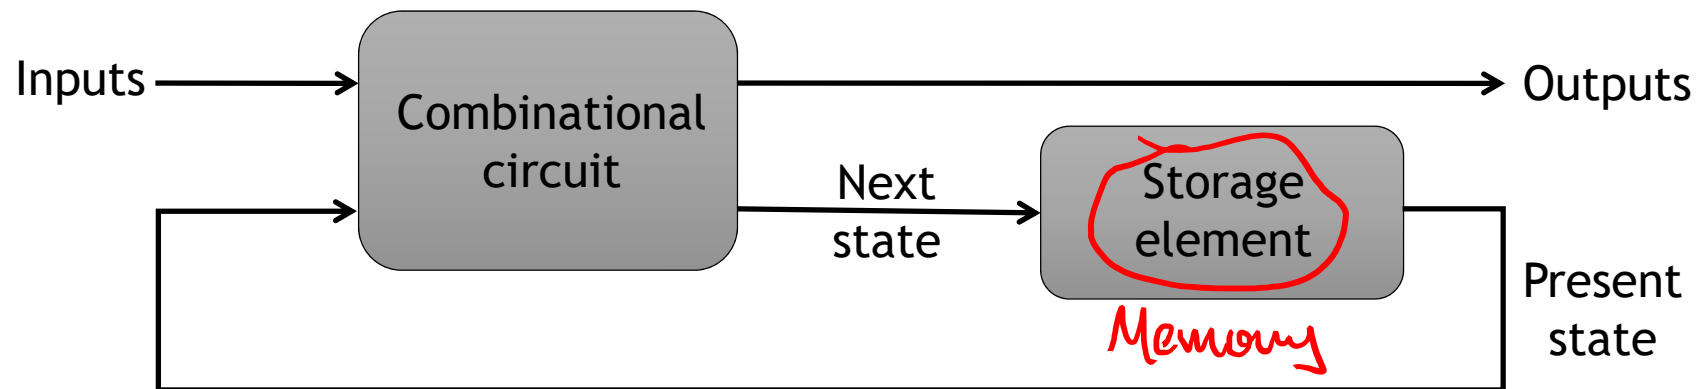 Inputs
Combinational
circuit
Outputs
Next
state
Storage
element
Memory
Present
state